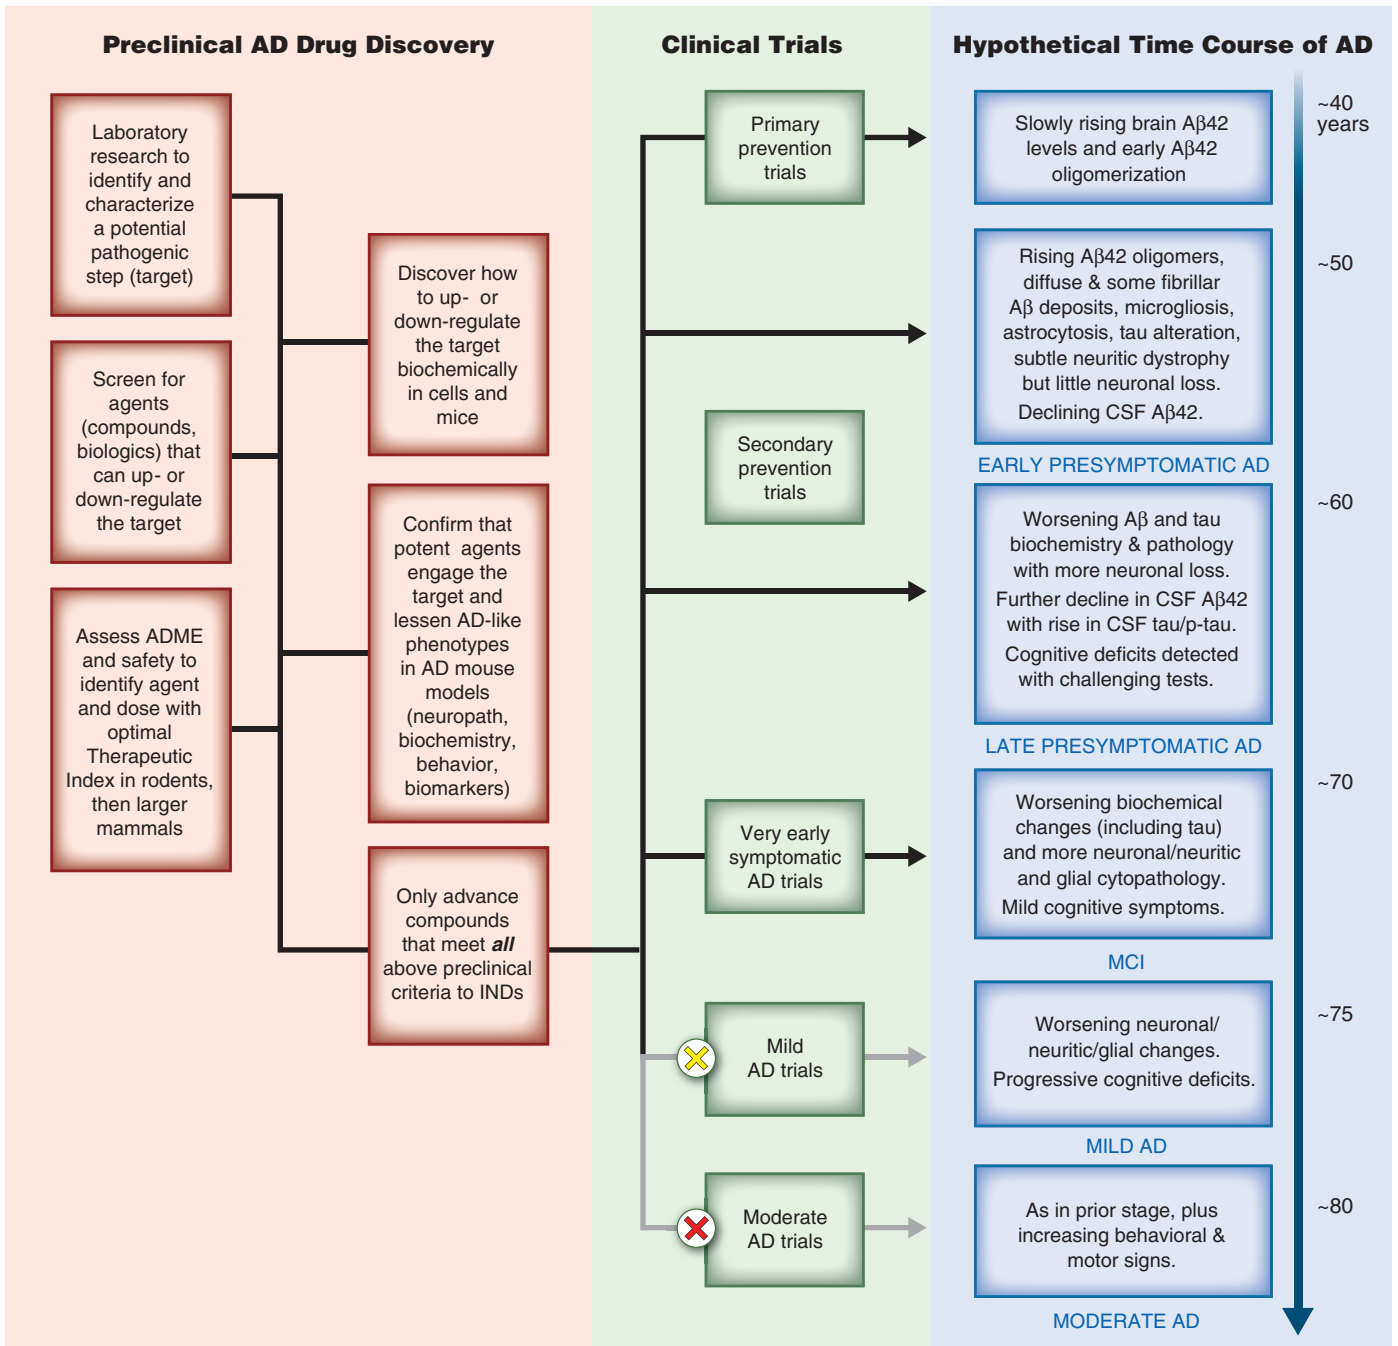 Preclinical AD Drug Discovery
Laboratory
research to
identify and
characterize
a potential
pathogenic
step (target)
Discover how
to up- or
down-regulate
the target
biochemically
in cells and
mice
Screen for
agents
(compounds,
biologics) that
can up- or
down-regulate
the target
Confirm that
potent agents
engage the
target and
lessen AD-like
phenotypes
in AD mouse
models
(neuropath,
biochemistry,
behavior,
biomarkers)
Assess ADME
and safety to
identify agent
and dose with
optimal
Therapeutic
Index in rodents,
then larger
mammals
Only advance
compounds
that meet all
above preclinical
criteria to INDs
Clinical Trials
Primary
prevention
trials
Secondary
prevention
trials
Very early
symptomatic
AD trials
Mild
AD trials
Moderate
AD trials
Hypothetical Time Course of AD
Slowly rising brain Aβ42
levels and early Aβ42
oligomerization
Rising Aβ42 oligomers,
diffuse & some fibrillar
Aβ deposits, microgliosis,
astrocytosis, tau alteration,
subtle neuritic dystrophy
but little neuronal loss.
Declining CSF Aβ42.
EARLY PRESYMPTOMATIC AD
Worsening Aβ and tau
biochemistry & pathology
with more neuronal loss.
Further decline in CSF Aβ42
with rise in CSF tau/p-tau.
Cognitive deficits detected
with challenging tests.
LATE PRESYMPTOMATIC AD
Worsening biochemical
changes (including tau)
and more neuronal/neuritic
and glial cytopathology.
Mild cognitive symptoms.
MCI
Worsening neuronal/
neuritic/glial changes.
Progressive cognitive deficits.
MILD AD
As in prior stage, plus
increasing behavioral &
motor signs.
MODERATE AD
~40
years
~50
~60
~70
~75
~80